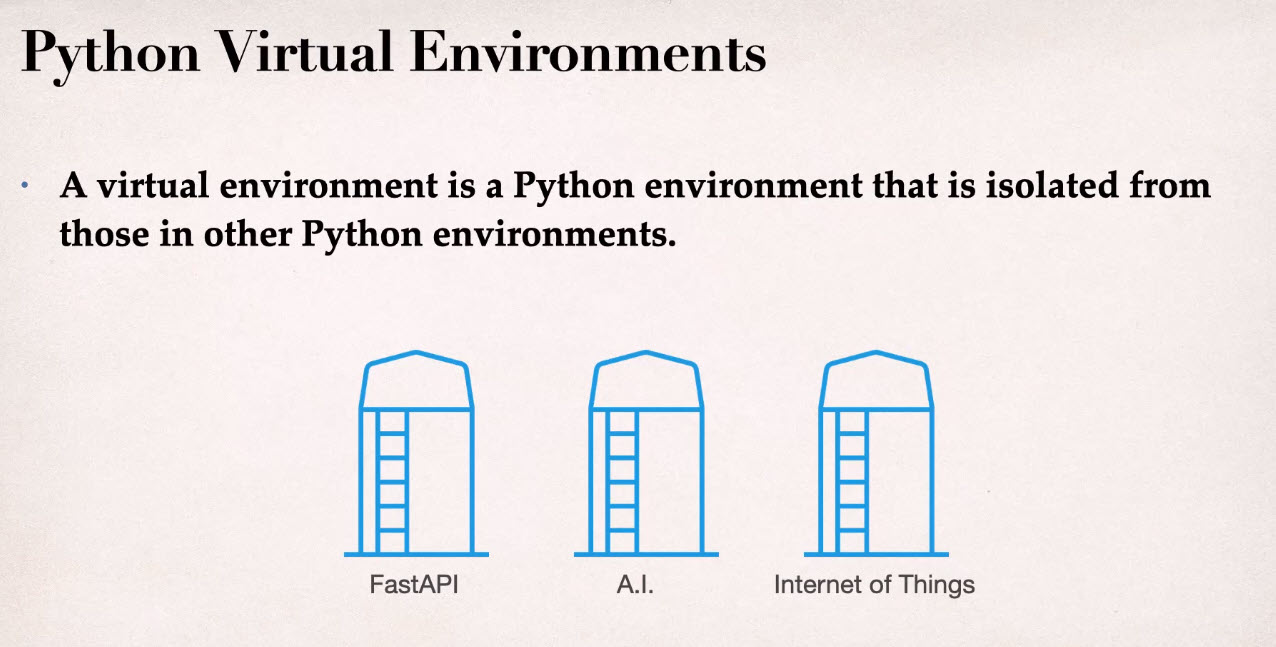 Python Virtual Environments
• A virtual environment is a Python environment that is isolated from
those in other Python environments.
FastAPI
A.I.
Internet of Things